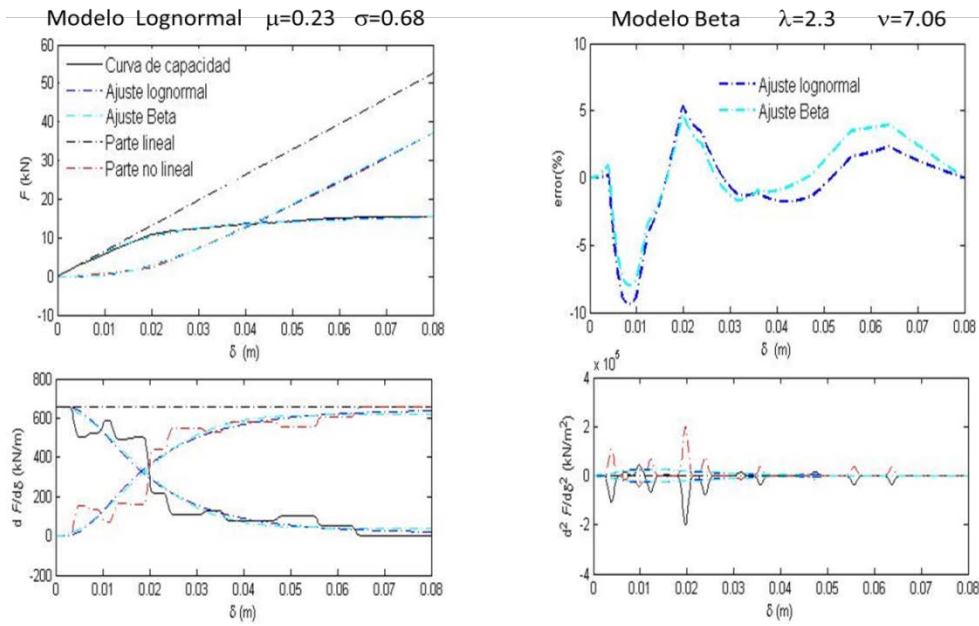 Modelo Lognormal μ=0.23 σ=0.68
Modelo Beta λ=2.3 ν=7.06
60
50
40
30
20
10
0
-10
F (kN)
Curva de capacidad
Ajuste lognormal
Ajuste Beta
Parte lineal
Parte no lineal
0 0.01 0.02 0.03 0.04 0.05 0.06 0.07 0.08
δ (m)
10
5
0
-5
-10
error(%)
Ajuste lognormal
Ajuste Beta
0 0.01 0.02 0.03 0.04 0.05 0.06 0.07 0.08
δ (m)
800
600
400
200
0
-200
d F/dδ (kN/m)
0 0.01 0.02 0.03 0.04 0.05 0.06 0.07 0.08
δ (m)
x 10⁵
4
2
0
-2
-4
d² F/dδ² (kN/m²)
0 0.01 0.02 0.03 0.04 0.05 0.06 0.07 0.08
δ (m)